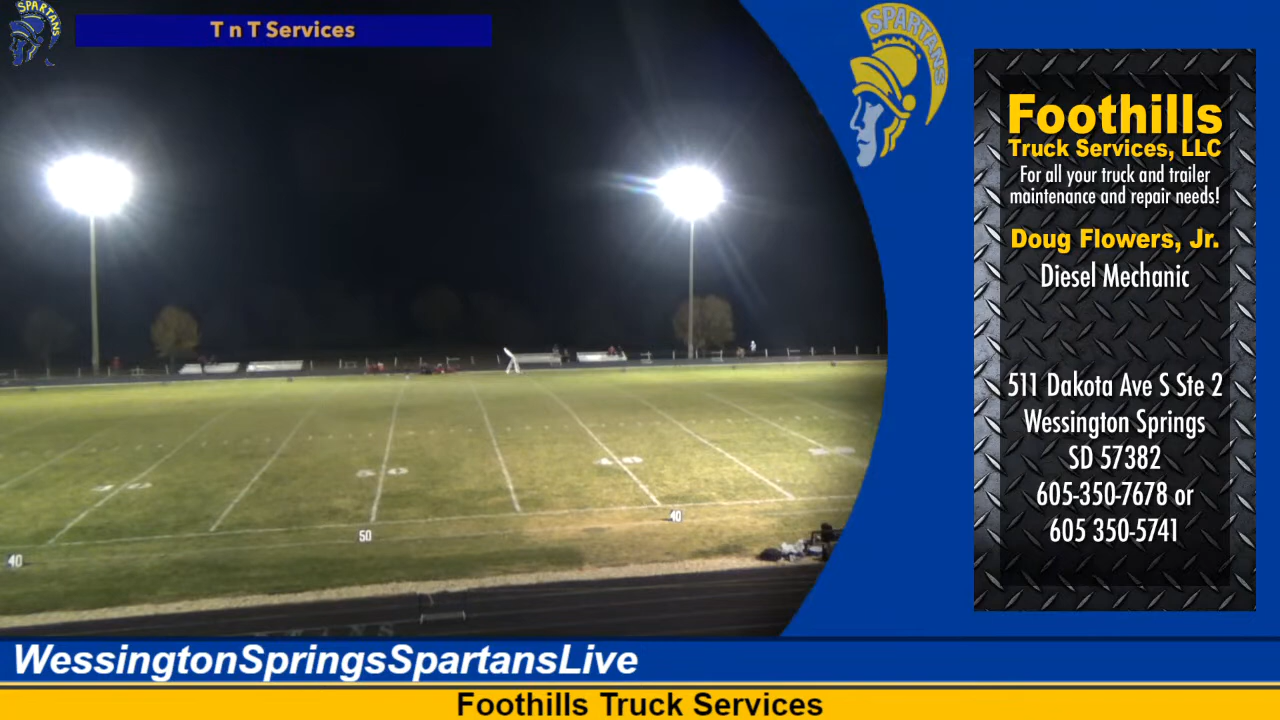 SPARTANS
T n T Services
SPARTANS
Foothills
Truck Services, LLC
For all your truck and trailer
maintenance and repair needs!
Doug Flowers, Jr.
Diesel Mechanic
511 Dakota Ave S Ste 2
Wessington Springs
SD 57382
605-350-7678 or
605 350-5741
50
40
40
50
40
WessingtonSpringsSpartansLive
Foothills Truck Services